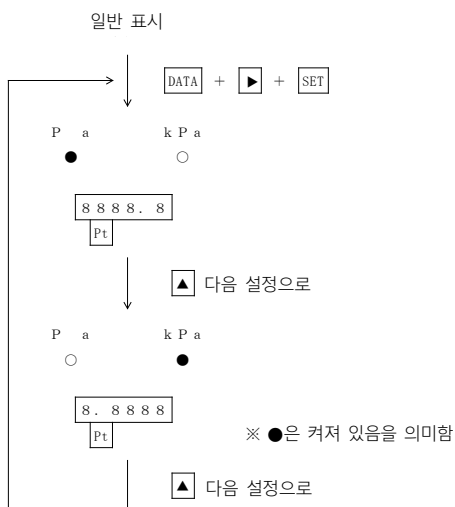 일반 표시
DATA + ▶ + SET
P a k P a
● ○
8 8 8 8. 8
Pt
▲ 다음 설정으로
P a k P a
○ ●
8. 8 8 8 8
Pt
※ ●은 켜져 있음을 의미함
▲ 다음 설정으로